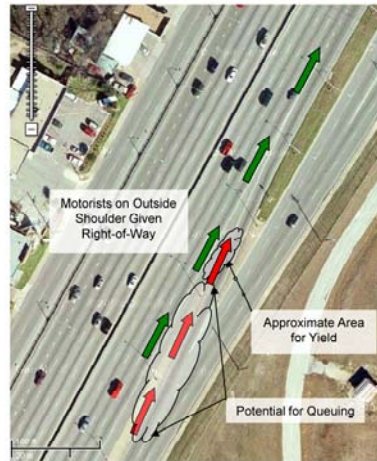 Motorists on Outside
Shoulder Given
Right-of-Way
Approximate Area
for Yield
Potential for Queuing